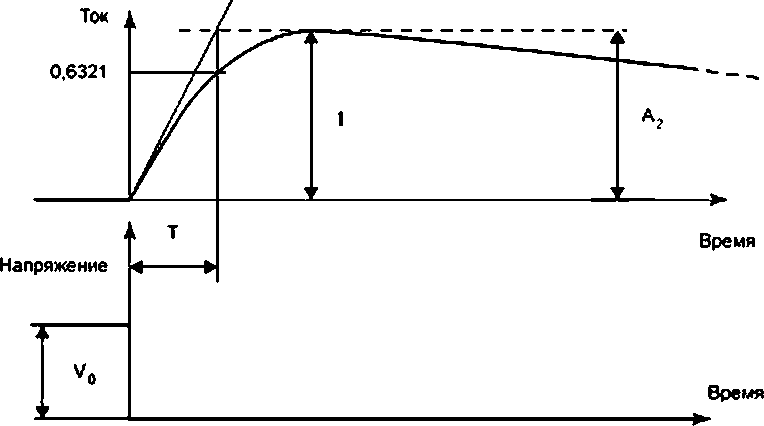 Ток
0,6321
1
A₂
T
Время
Напряжение
V₀
Время